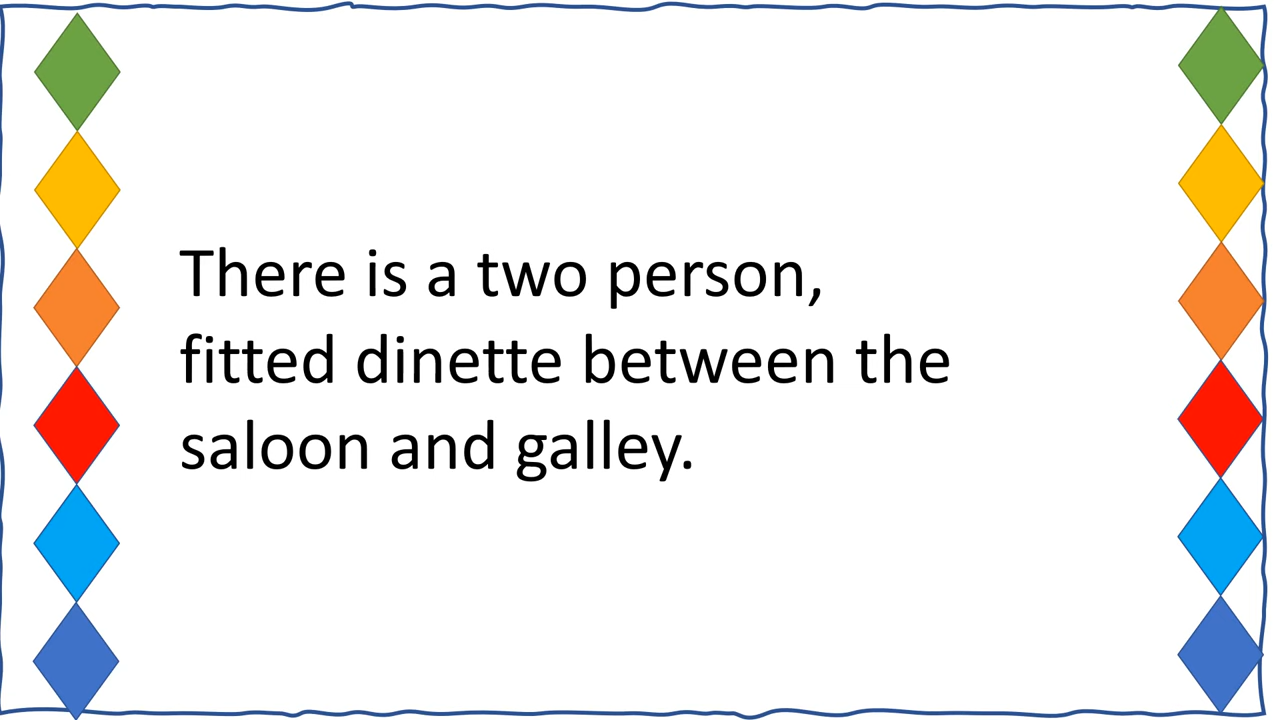 There is a two person,
fitted dinette between the
saloon and galley.